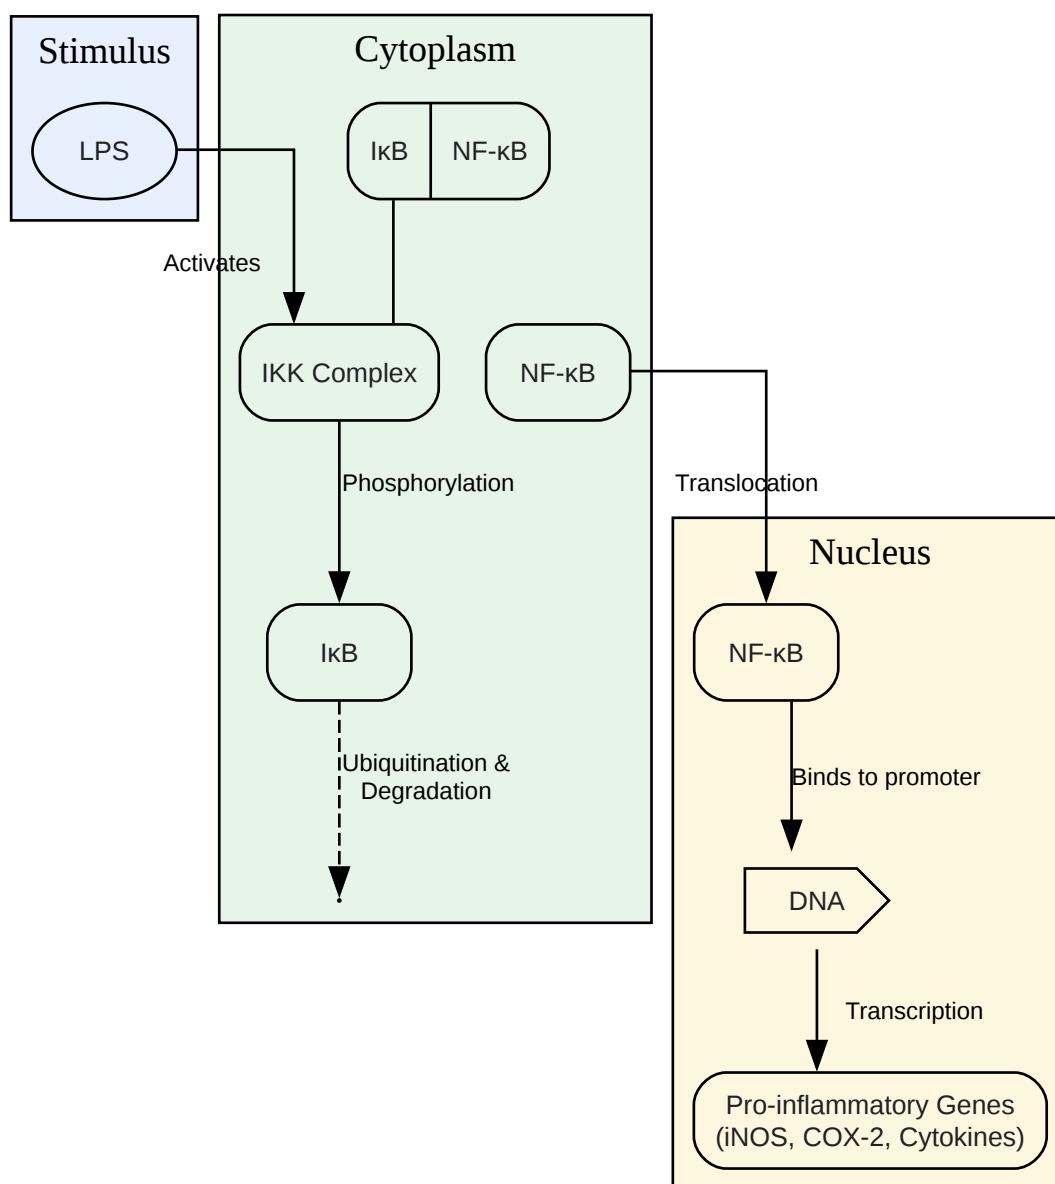 Stimulus
Cytoplasm
LPS
IκB
NF-κB
Activates
IKK Complex
NF-κB
Phosphorylation
Translocation
Nucleus
IκB
NF-κB
Ubiquitination &
Degradation
Binds to promoter
DNA
Transcription
Pro-inflammatory Genes
(iNOS, COX-2, Cytokines)